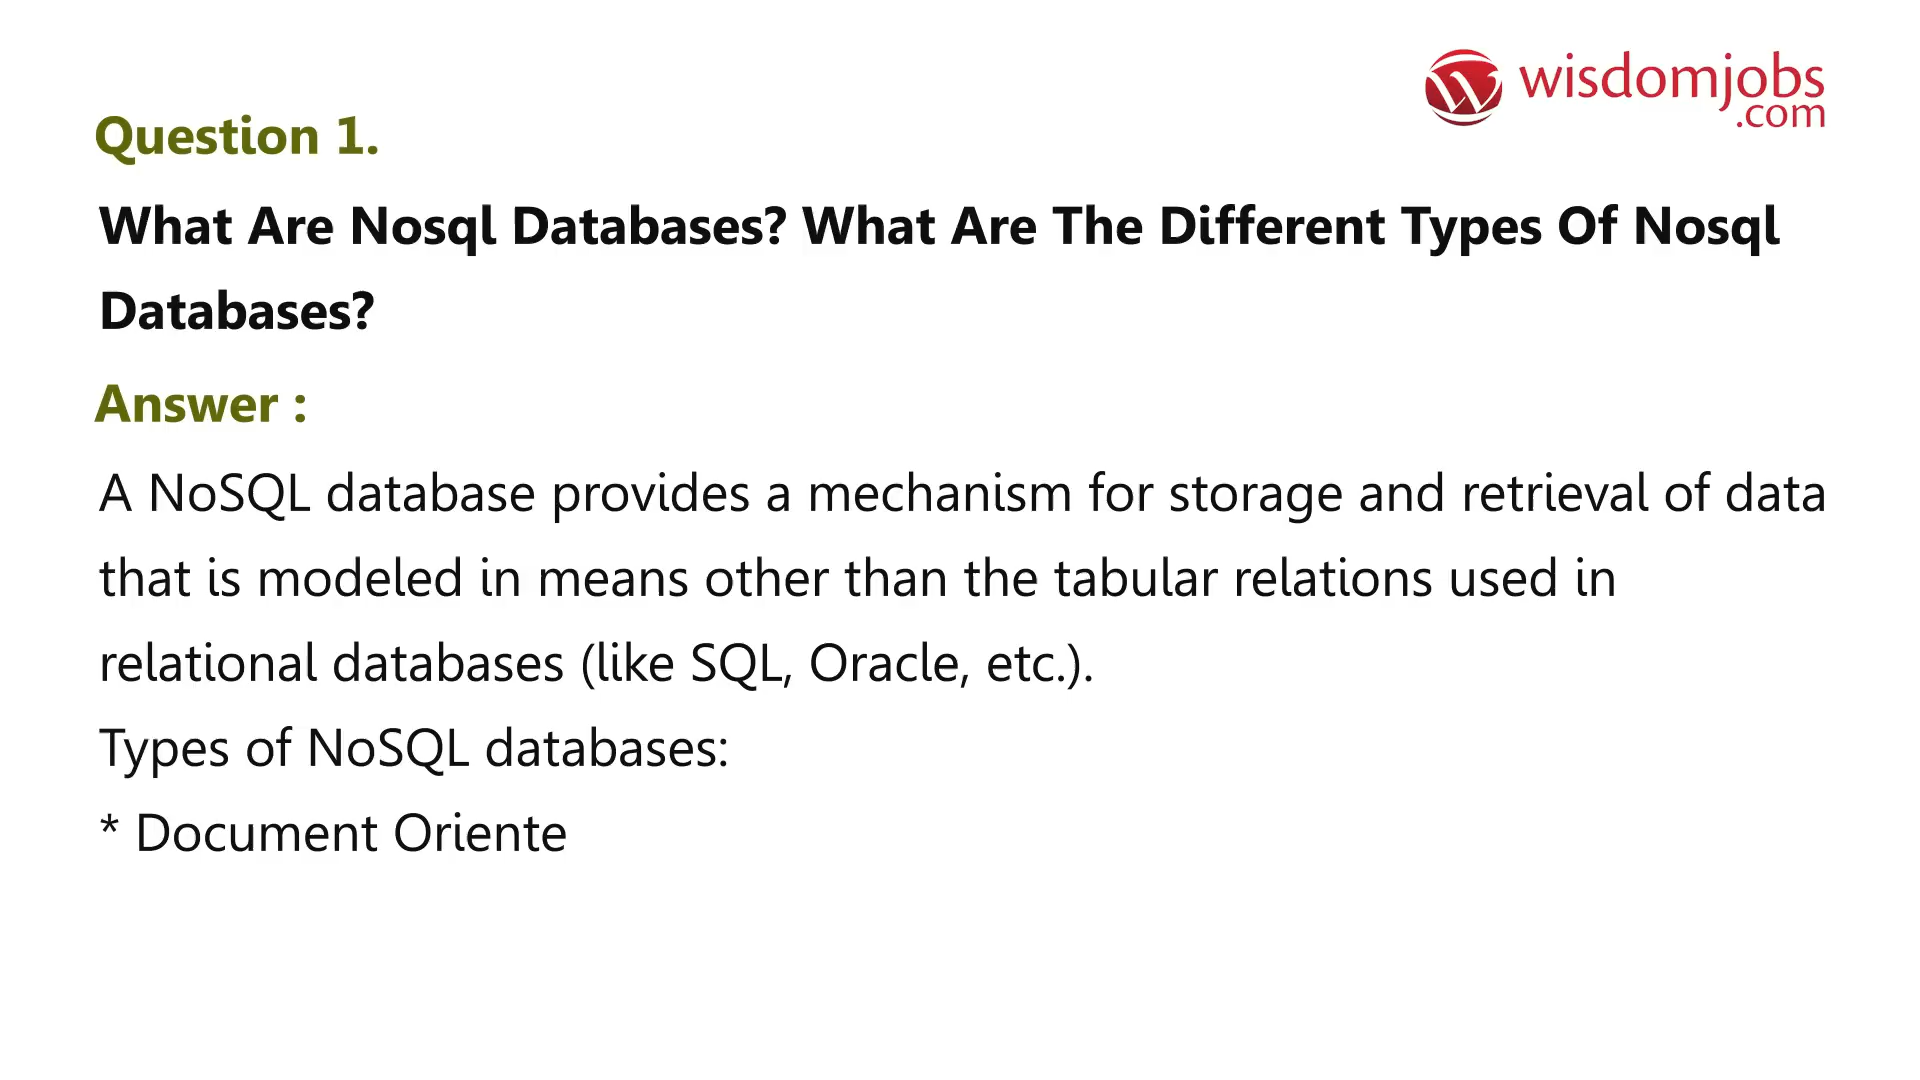 wisdomjobs
.com
Question 1.
What Are Nosql Databases? What Are The Different Types Of Nosql
Databases?
Answer :
A NoSQL database provides a mechanism for storage and retrieval of data
that is modeled in means other than the tabular relations used in
relational databases (like SQL, Oracle, etc.).
Types of NoSQL databases:
* Document Oriente